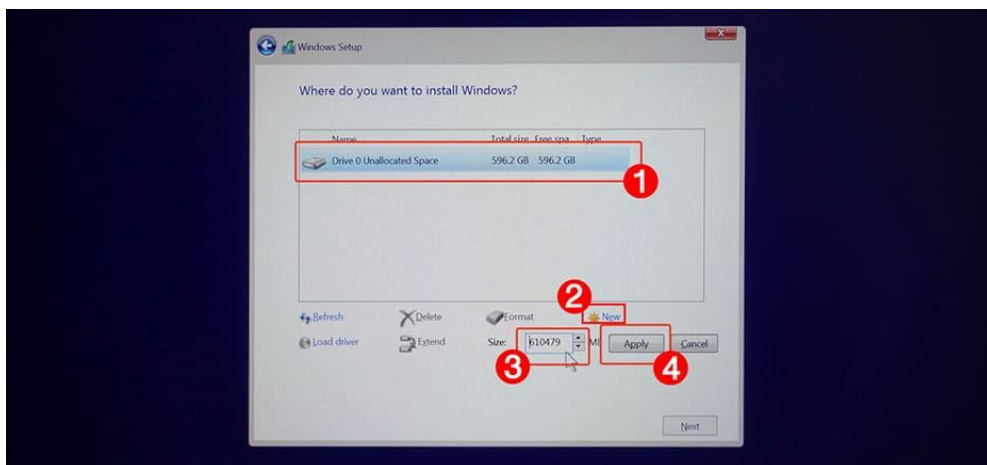 Windows Setup
x
Where do you want to install Windows?
Name Total size Free spa Type
Drive 0 Unallocated Space 596.2 GB 596.2 GB
1
2
Refresh Delete Format New
Load driver Extend Size: 610479 MB Apply Cancel
3
4
Next